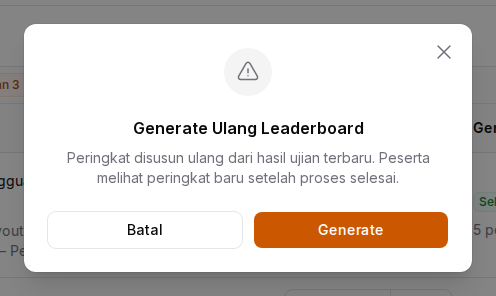 n 3
Generate Ulang Leaderboard
Peringkat disusun ulang dari hasil ujian terbaru. Peserta
melihat peringkat baru setelah proses selesai.
Batal
Generate